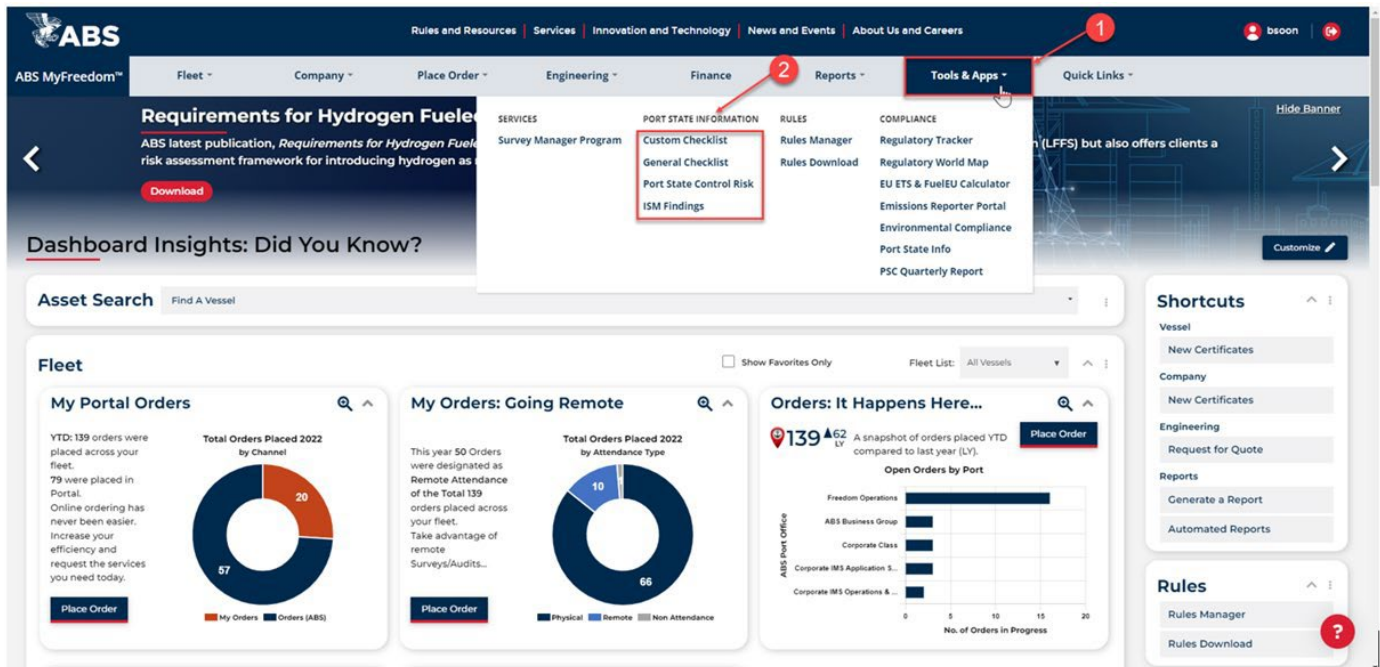 ABS
Rules and Resources | Services | Innovation and Technology | News and Events | About Us and Careers
1
bsoon
ABS MyFreedom™
Fleet
Company
Place Order
Engineering
Finance
2
Reports
Tools & Apps
Quick Links
Requirements for Hydrogen Fuele
Hide Banner
ABS latest publication, Requirements for Hydrogen Fuele
(LFFS) but also offers clients a
risk assessment framework for introducing hydrogen as
Download
SERVICES
Survey Manager Program
PORT STATE INFORMATION
Custom Checklist
General Checklist
Port State Control Risk
ISM Findings
RULES
Rules Manager
Rules Download
COMPLIANCE
Regulatory Tracker
Regulatory World Map
EU ETS & FuelEU Calculator
Emissions Reporter Portal
Environmental Compliance
Port State Info
PSC Quarterly Report
Dashboard Insights: Did You Know?
Customize
Asset Search
Find A Vessel
Fleet
Show Favorites Only
Fleet List:
All Vessels
My Portal Orders
YTD: 139 orders were
placed across your
fleet.
79 were placed in
Portal.
Online ordering has
never been easier.
Increase your
efficiency and
request the services
you need today.
Place Order
Total Orders Placed 2022
by Channel
20
57
My Orders
Orders (ABS)
My Orders: Going Remote
This year 50 Orders
were designated as
Remote Attendance
of the Total 139
orders placed across
your fleet.
Take advantage of
remote
Surveys/Audits...
Place Order
Total Orders Placed 2022
by Attendance Type
10
66
Physical
Remote
Non Attendance
Orders: It Happens Here...
139
62
LY
A snapshot of orders placed YTD
compared to last year (LY).
Place Order
Open Orders by Port
ABS Port Office
Freedom Operations
ABS Business Group
Corporate Class
Corporate IMS Application S...
Corporate IMS Operations & ...
0 5 10 15 20
No. of Orders in Progress
Shortcuts
Vessel
New Certificates
Company
New Certificates
Engineering
Request for Quote
Reports
Generate a Report
Automated Reports
Rules
Rules Manager
Rules Download
?